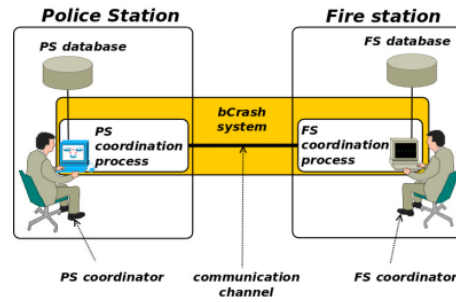 Police Station
Fire station
PS database
FS database
bCrash
system
PS
coordination
process
FS
coordination
process
PS coordinator
communication
channel
FS coordinator